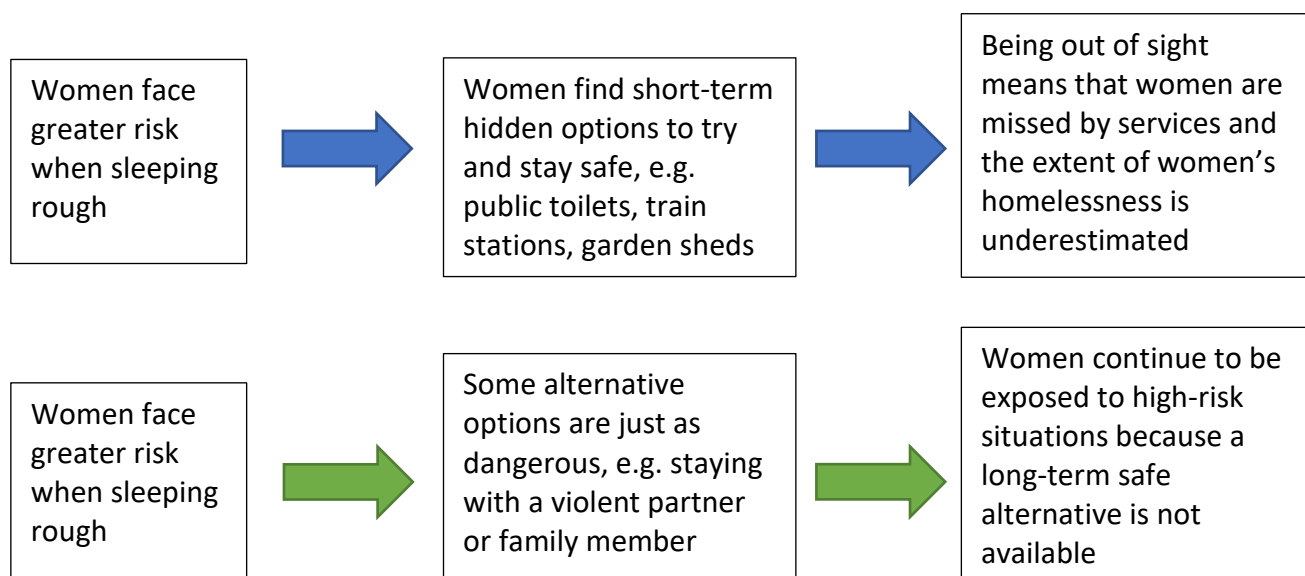 Women face
greater risk
when sleeping
rough
Women find short-term
hidden options to try
and stay safe, e.g.
public toilets, train
stations, garden sheds
Being out of sight
means that women are
missed by services and
the extent of women’s
homelessness is
underestimated
Women face
greater risk
when sleeping
rough
Some alternative
options are just as
dangerous, e.g. staying
with a violent partner
or family member
Women continue to be
exposed to high-risk
situations because a
long-term safe
alternative is not
available